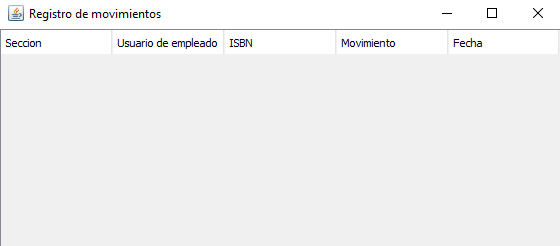 Registro de movimientos
Seccion Usuario de empleado ISBN Movimiento Fecha